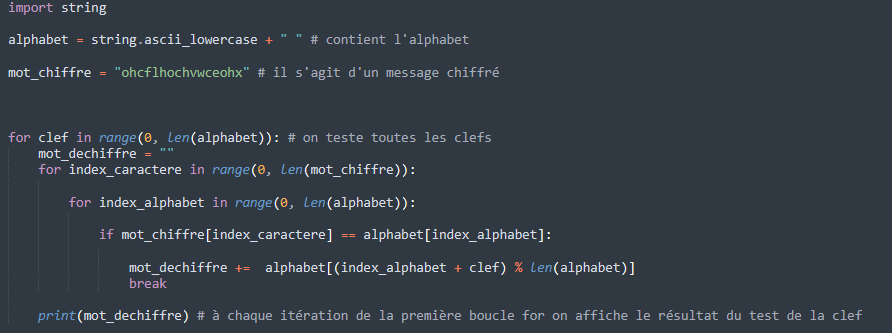 import string
alphabet = string.ascii_lowercase + " " # contient l'alphabet
mot_chiffre = "ohcflhochvwceohx" # il s'agit d'un message chiffré
for clef in range(0, len(alphabet)): # on teste toutes les clefs
mot_dechiffre = ""
for index_caractere in range(0, len(mot_chiffre)):
for index_alphabet in range(0, len(alphabet)):
if mot_chiffre[index_caractere] == alphabet[index_alphabet]:
mot_dechiffre += alphabet[(index_alphabet + clef) % len(alphabet)]
break
print(mot_dechiffre) # à chaque itération de la première boucle for on affiche le résultat du test de la clef